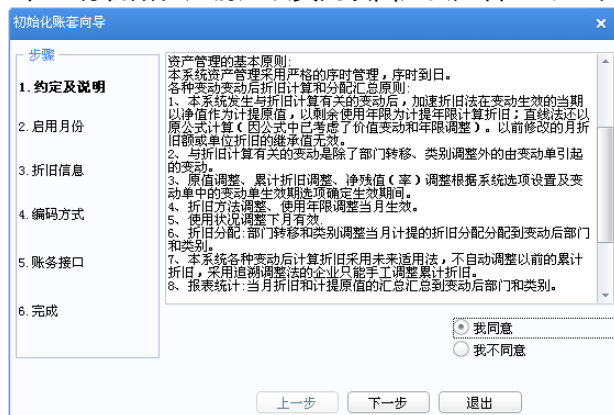 初始化账套向导
步骤
1.约定及说明
2.启用月份
3.折旧信息
4.编码方式
5.账务接口
6.完成
资产管理的基本原则:
本系统资产管理采用严格的序时管理，序时到日。
各种变动变动后折旧计算和分配汇总原则:
1、本系统发生与折旧计算有关的变动后，加速折旧法在变动生效的当期
以净值作为计提原值，以剩余使用年限为计提年限计算折旧；直线法还以
原公式计算（因公式中已考虑了价值变动和年限调整）。以前修改的月折
旧额或单位折旧的继承值无效。
2、与折旧计算有关的变动是除了部门转移、类别调整外的由变动单引起
的变动。
3、原值调整、累计折旧调整、净残值（率）调整根据系统选项设置及变
动单中的变动单生效期选项确定生效期间。
4、折旧方法调整、使用年限调整当月生效。
5、使用状况调整下月有效.
6、折旧分配:部门转移和类别调整当月计提的折旧分配分配到变动后部门
和类别。
7、本系统各种变动后计算折旧采用未来适用法，不自动调整以前的累计
折旧，采用追溯调整法的企业只能手工调整累计折旧。
8、报表统计:当月折旧和计提原值的汇总汇总到变动后部门和类别。
我同意
我不同意
上一步
下一步
退出